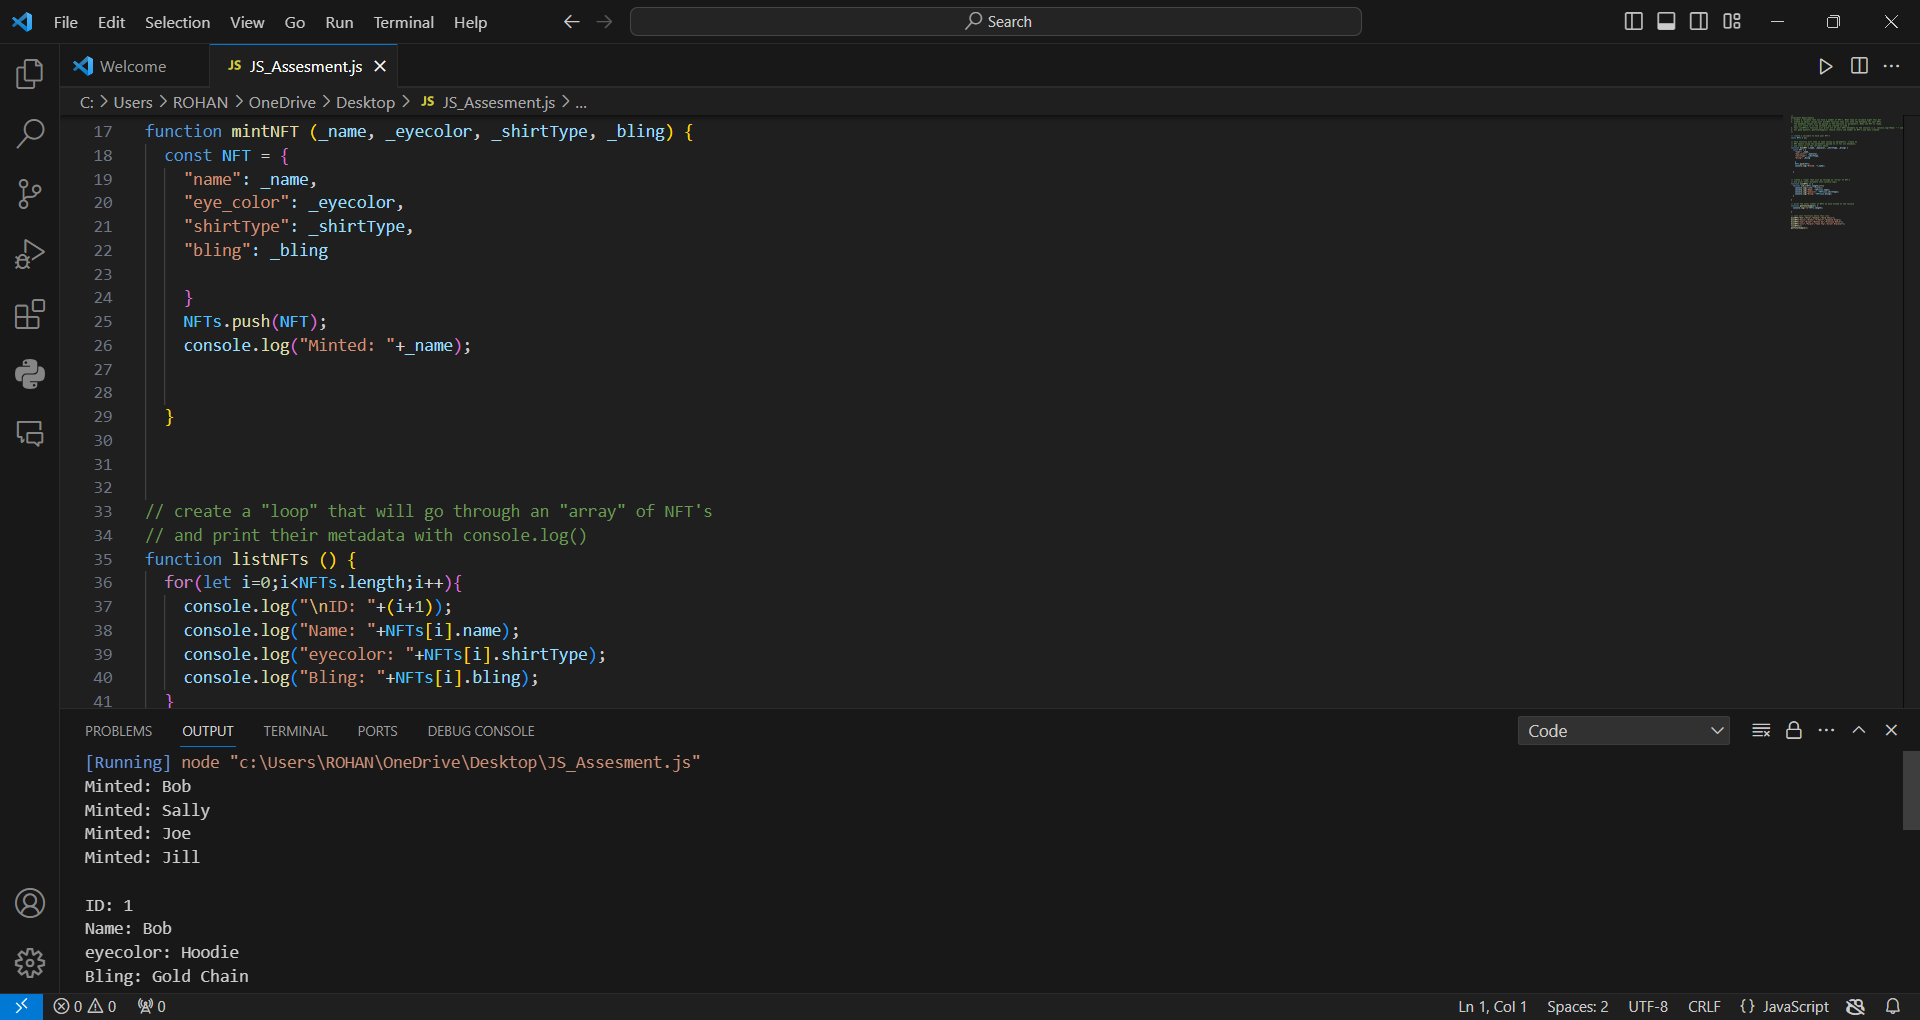 File Edit Selection View Go Run Terminal Help Search
Welcome JS JS_Assesment.js
C: > Users > ROHAN > OneDrive > Desktop > JS JS_Assesment.js > ...
17 function mintNFT (_name, _eyecolor, _shirtType, _bling) {
18 const NFT = {
19 "name": _name,
20 "eye_color": _eyecolor,
21 "shirtType": _shirtType,
22 "bling": _bling
23
24 }
25 NFTs.push(NFT);
26 console.log("Minted: "+_name);
27
28
29 }
30
31
32
33 // create a "loop" that will go through an "array" of NFT's
34 // and print their metadata with console.log()
35 function listNFTs () {
36 for(let i=0;i<NFTs.length;i++){
37 console.log("\nID: "+(i+1));
38 console.log("Name: "+NFTs[i].name);
39 console.log("eyecolor: "+NFTs[i].shirtType);
40 console.log("Bling: "+NFTs[i].bling);
41 }
PROBLEMS OUTPUT TERMINAL PORTS DEBUG CONSOLE Code
[Running] node "c:\Users\ROHAN\OneDrive\Desktop\JS_Assesment.js"
Minted: Bob
Minted: Sally
Minted: Joe
Minted: Jill
ID: 1
Name: Bob
eyecolor: Hoodie
Bling: Gold Chain
0 0 0 Ln 1, Col 1 Spaces: 2 UTF-8 CRLF {} JavaScript